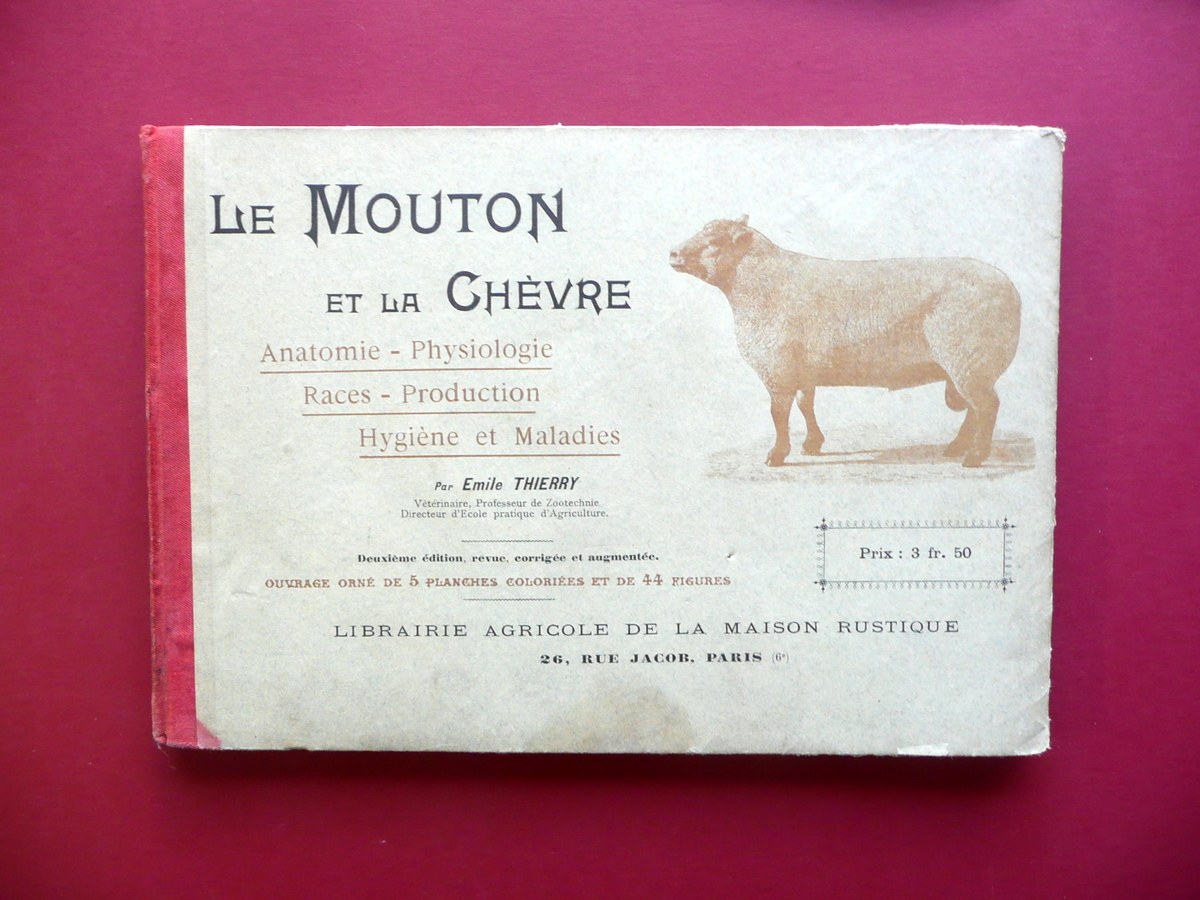 LE MOUTON
ET LA CHÈVRE
Anatomie - Physiologie
Races - Production
Hygiène et Maladies
Par Emile THIERRY
Vétérinaire, Professeur de Zootechnie
Directeur d'Ecole pratique d'Agriculture.
Deuxième édition, revue, corrigée et augmentée.
OUVRAGE ORNÉ DE 5 PLANCHES COLORIÉES ET DE 44 FIGURES
Prix : 3 fr. 50
LIBRAIRIE AGRICOLE DE LA MAISON RUSTIQUE
26, RUE JACOB, PARIS (6e)